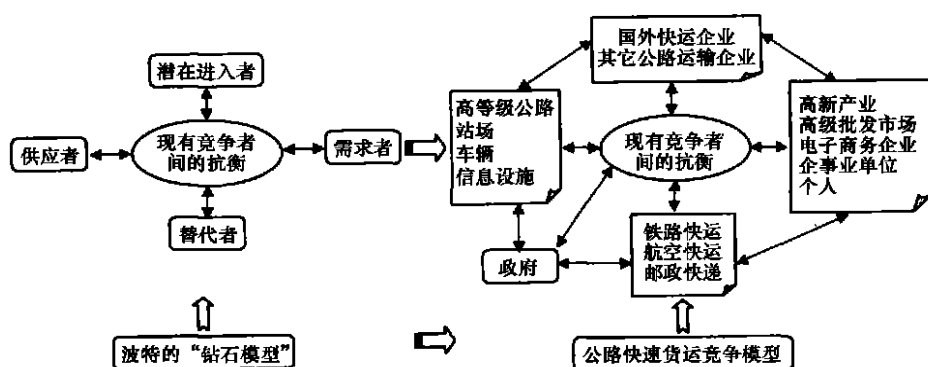 潜在进入者
供应者
现有竞争者
间的抗衡
需求者
替代者
波特的“钻石模型”
国外快运企业
其它公路运输企业
高等级公路
站场
车辆
信息设施
现有竞争者
间的抗衡
高新产业
高级批发市场
电子商务企业
企事业单位
个人
政府
铁路快运
航空快运
邮政快递
公路快速货运竞争模型